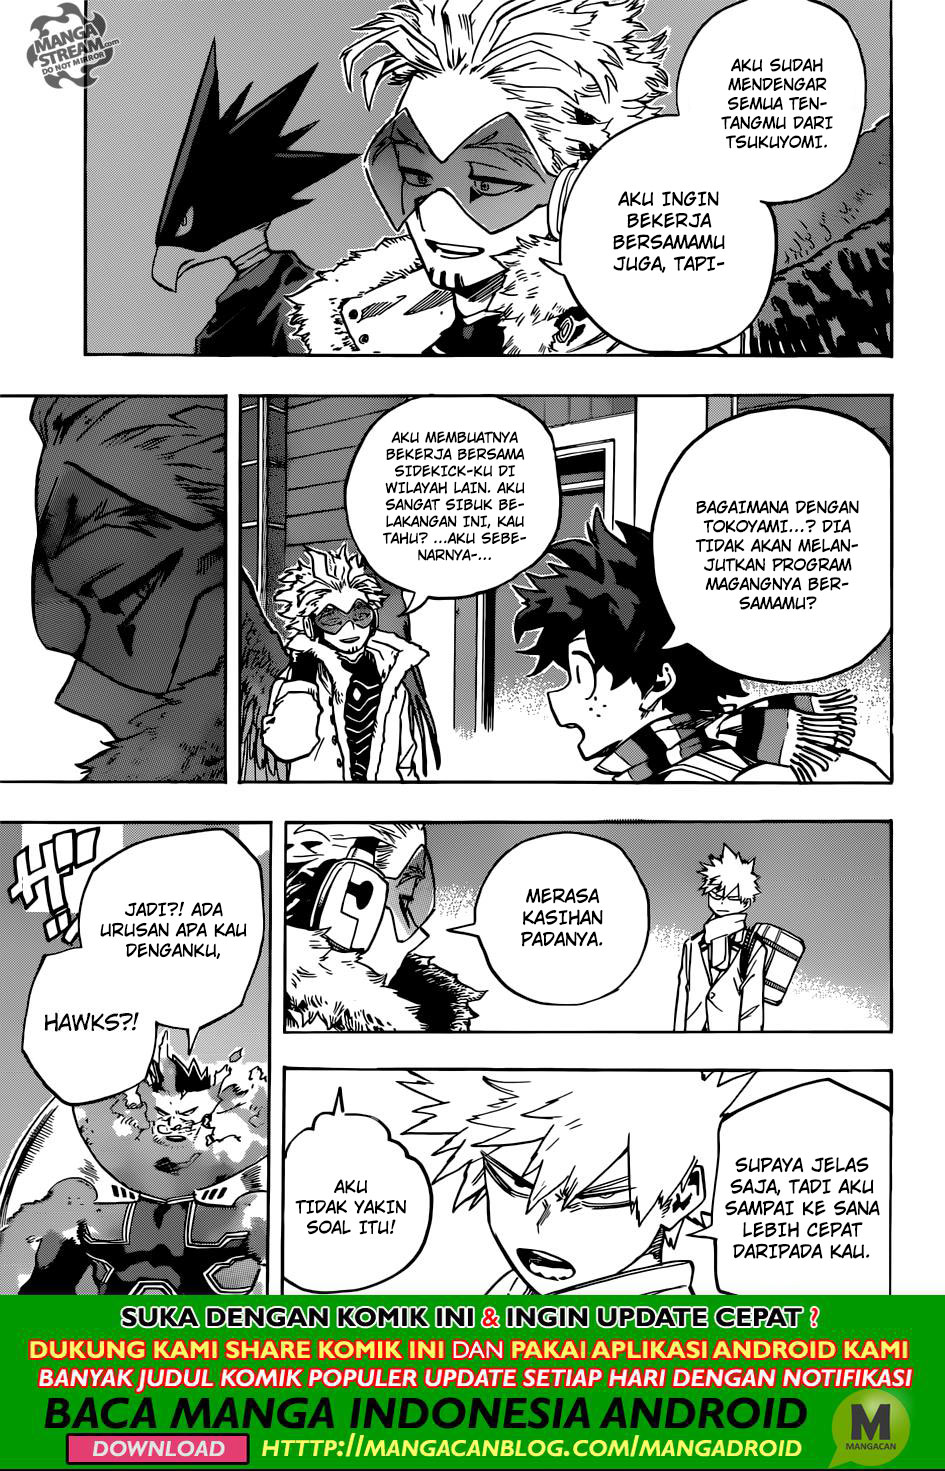 MANGA
STREAM.com
DO NOT MIRROR
AKU SUDAH
MENDENGAR
SEMUA TEN-
TANGMU DARI
TSUKUYOMI.
AKU INGIN
BEKERJA
BERSAMAMU
JUGA, TAPI-
BAGAIMANA DENGAN
TOKOYAMI...? DIA
TIDAK AKAN MELAN-
JUTKAN PROGRAM
MAGANGNYA BER-
SAMAMU?
AKU MEMBUATNYA
BEKERJA BERSAMA
SIDEKICK-KU DI
WILAYAH LAIN. AKU
SANGAT SIBUK BE-
LAKANGAN INI, KAU
TAHU? ...AKU SEBE-
NARNYA-...
MERASA
KASIHAN
PADANYA.
JADI?! ADA
URUSAN APA KAU
DENGANKU,
HAWKS?!
SUPAYA JELAS
SAJA, TADI AKU
SAMPAI KE SANA
LEBIH CEPAT
DARIPADA KAU.
AKU
TIDAK YAKIN
SOAL ITU!
SUKA DENGAN KOMIK INI & INGIN UPDATE CEPAT ?
DUKUNG KAMI SHARE KOMIK INI DAN PAKAI APLIKASI ANDROID KAMI
BANYAK JUDUL KOMIK POPULER UPDATE SETIAP HARI DENGAN NOTIFIKASI
BACA MANGA INDONESIA ANDROID
DOWNLOAD HTTTP://MANGACANBLOG.COM/MANGADROID
M
MANGACAN